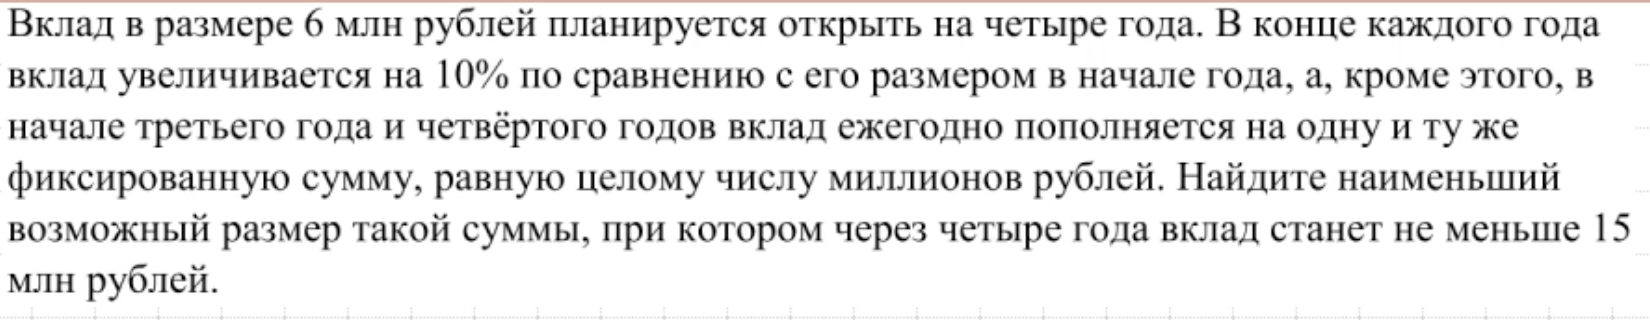 Вклад в размере 6 млн рублей планируется открыть на четыре года. В конце каждого года
вклад увеличивается на 10% по сравнению с его размером в начале года, а, кроме этого, в
начале третьего года и четвёртого годов вклад ежегодно пополняется на одну и ту же
фиксированную сумму, равную целому числу миллионов рублей. Найдите наименьший
возможный размер такой суммы, при котором через четыре года вклад станет не меньше 15
млн рублей.